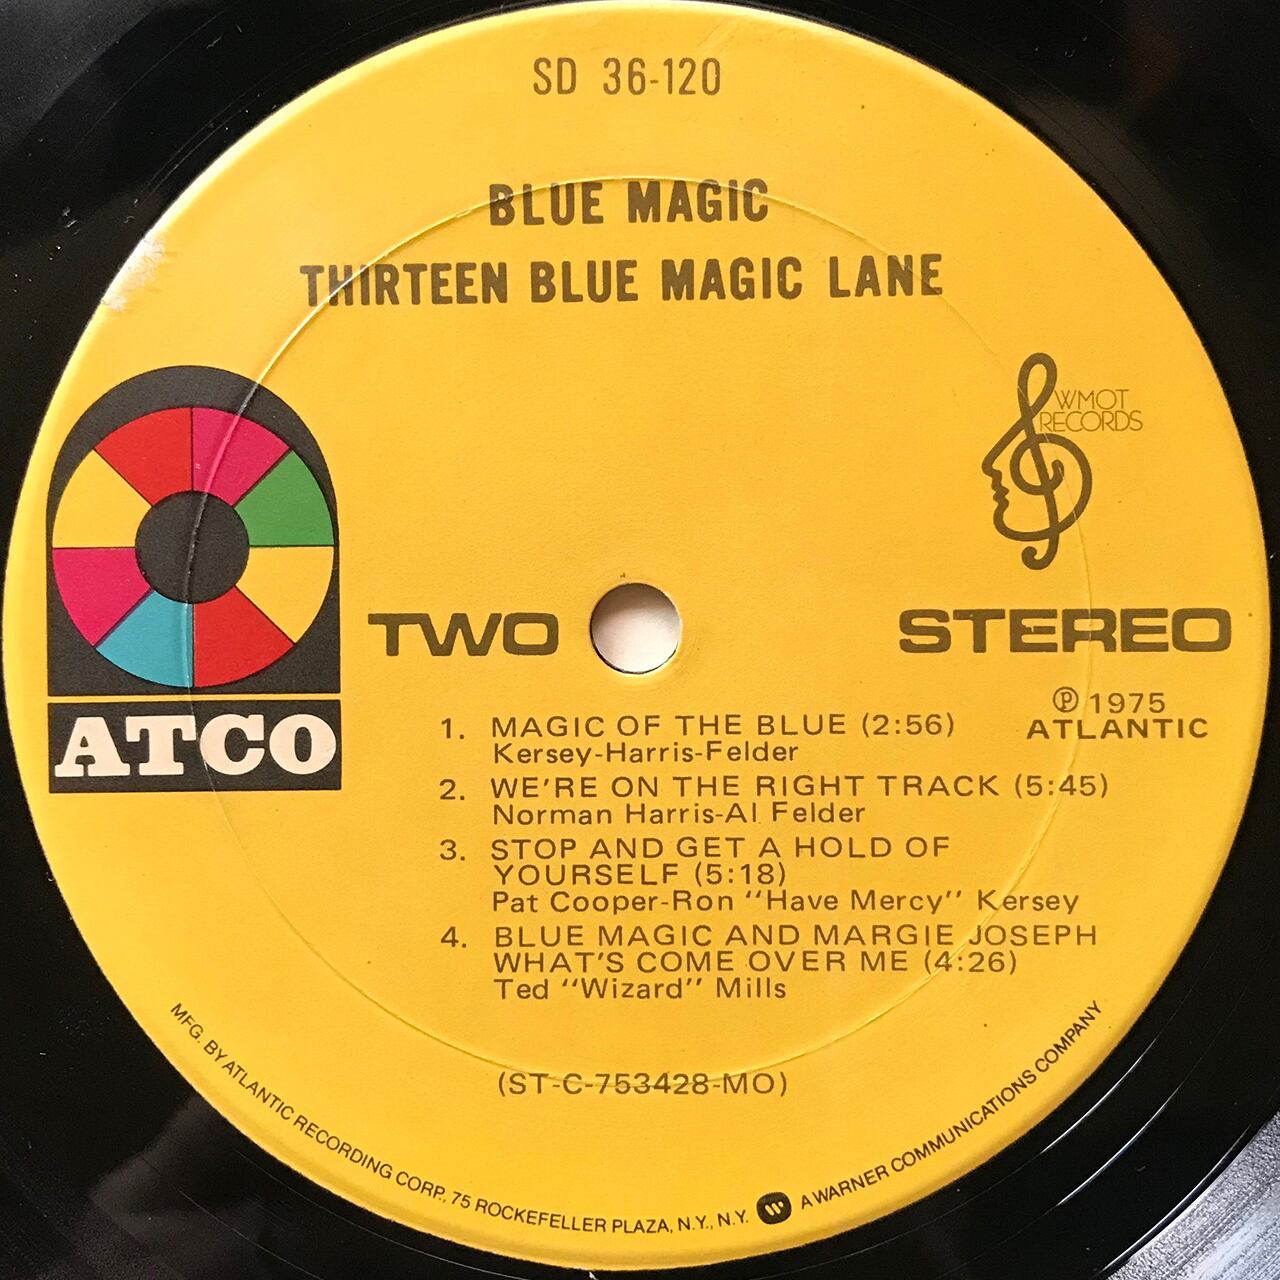 SD 36-120
BLUE MAGIC
THIRTEEN BLUE MAGIC LANE
WMOT
RECORDS
ATCO
TWO
STEREO
℗ 1975
ATLANTIC
1. MAGIC OF THE BLUE (2:56)
Kersey-Harris-Felder
2. WE'RE ON THE RIGHT TRACK (5:45)
Norman Harris-Al Felder
3. STOP AND GET A HOLD OF
YOURSELF (5:18)
Pat Cooper-Ron "Have Mercy" Kersey
4. BLUE MAGIC AND MARGIE JOSEPH
WHAT'S COME OVER ME (4:26)
Ted "Wizard" Mills
(ST-C-753428-MO)
MFG. BY ATLANTIC RECORDING CORP., 75 ROCKEFELLER PLAZA, N.Y., N.Y. W A WARNER COMMUNICATIONS COMPANY